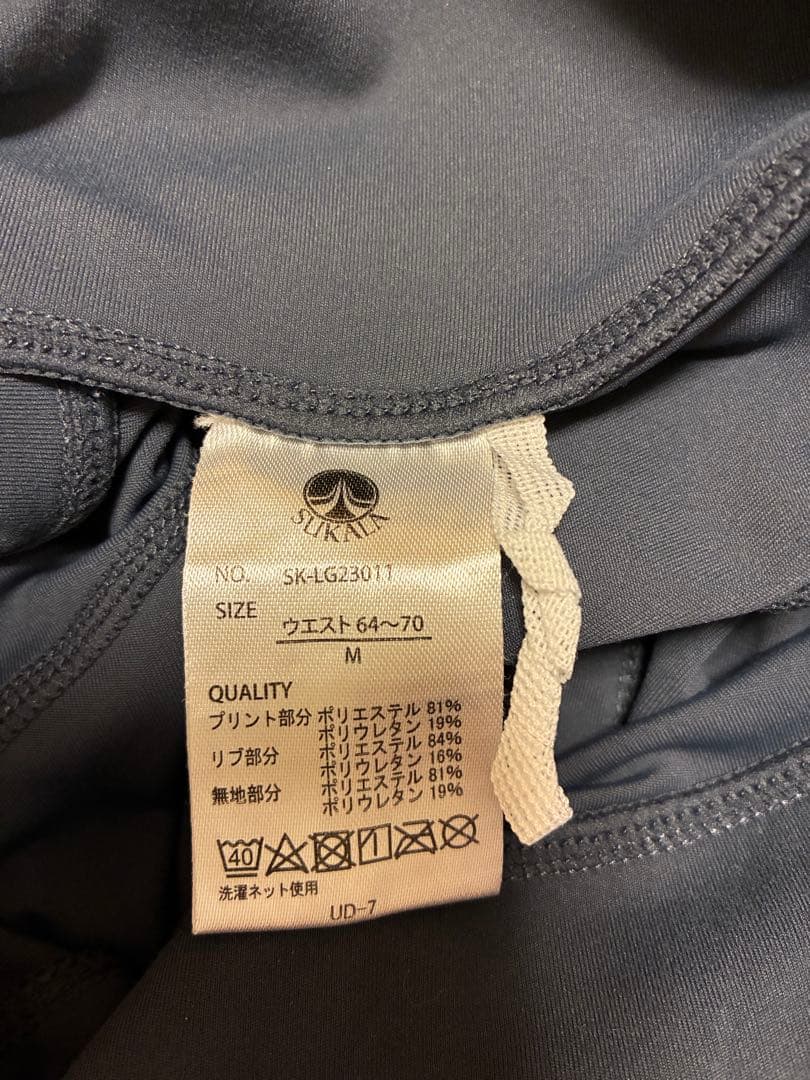 SUKALA
NO. SK-LG23011
SIZE ウエスト 64〜70
M
QUALITY
プリント部分 ポリエステル 81%
ポリウレタン 19%
リブ部分 ポリエステル 84%
ポリウレタン 16%
無地部分 ポリエステル 81%
ポリウレタン 19%
40
洗濯ネット使用
UD-7